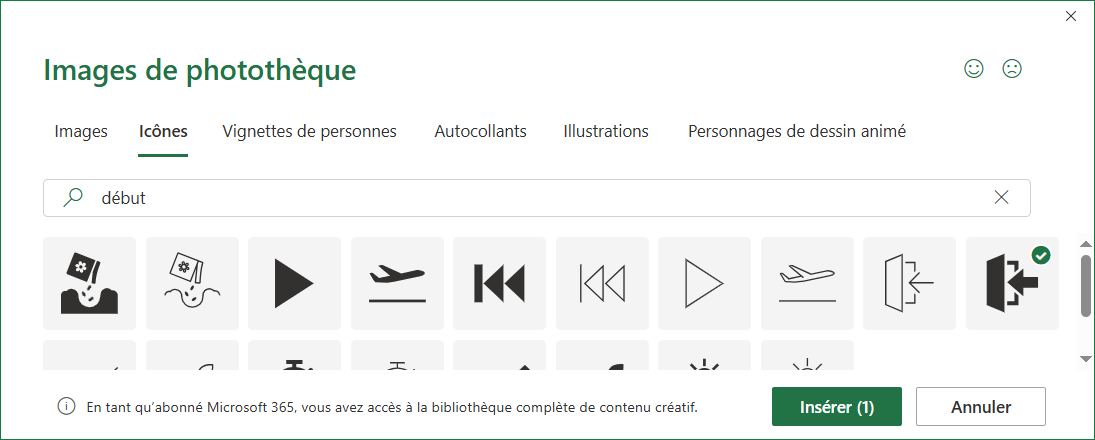 Images de photothèque
Images Icônes Vignettes de personnes Autocollants Illustrations Personnages de dessin animé
début
En tant qu'abonné Microsoft 365, vous avez accès à la bibliothèque complète de contenu créatif.
Insérer (1) Annuler